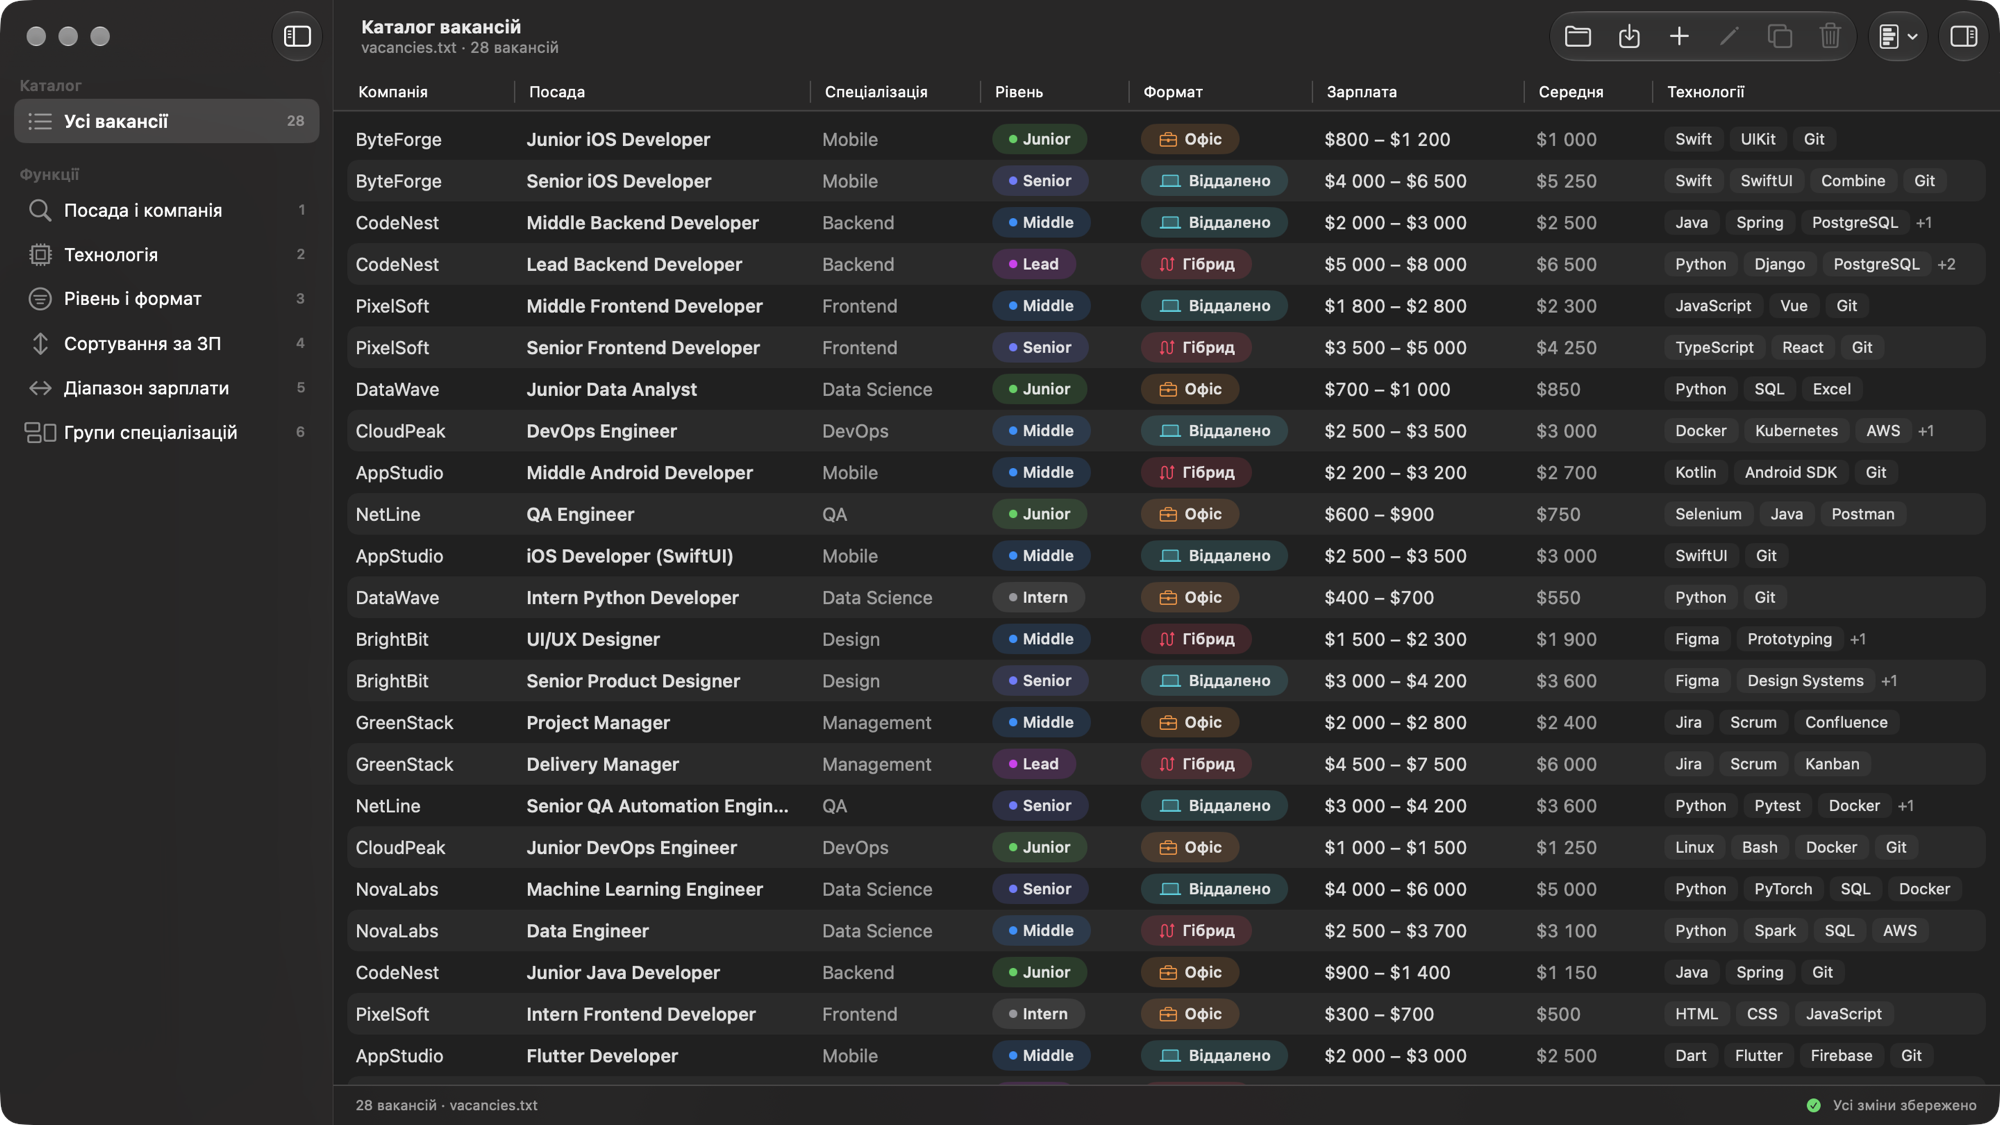 Каталог вакансій
vacancies.txt · 28 вакансій
Каталог
Усі вакансії 28
Функції
Посада і компанія 1
Технологія 2
Рівень і формат 3
Сортування за ЗП 4
Діапазон зарплати 5
Групи спеціалізацій 6
Компанія Посада Спеціалізація Рівень Формат Зарплата Середня Технології
ByteForge Junior iOS Developer Mobile Junior Офіс $800 – $1 200 $1 000 Swift UIKit Git
ByteForge Senior iOS Developer Mobile Senior Віддалено $4 000 – $6 500 $5 250 Swift SwiftUI Combine Git
CodeNest Middle Backend Developer Backend Middle Віддалено $2 000 – $3 000 $2 500 Java Spring PostgreSQL +1
CodeNest Lead Backend Developer Backend Lead Гібрид $5 000 – $8 000 $6 500 Python Django PostgreSQL +2
PixelSoft Middle Frontend Developer Frontend Middle Віддалено $1 800 – $2 800 $2 300 JavaScript Vue Git
PixelSoft Senior Frontend Developer Frontend Senior Гібрид $3 500 – $5 000 $4 250 TypeScript React Git
DataWave Junior Data Analyst Data Science Junior Офіс $700 – $1 000 $850 Python SQL Excel
CloudPeak DevOps Engineer DevOps Middle Віддалено $2 500 – $3 500 $3 000 Docker Kubernetes AWS +1
AppStudio Middle Android Developer Mobile Middle Гібрид $2 200 – $3 200 $2 700 Kotlin Android SDK Git
NetLine QA Engineer QA Junior Офіс $600 – $900 $750 Selenium Java Postman
AppStudio iOS Developer (SwiftUI) Mobile Middle Віддалено $2 500 – $3 500 $3 000 SwiftUI Git
DataWave Intern Python Developer Data Science Intern Офіс $400 – $700 $550 Python Git
BrightBit UI/UX Designer Design Middle Гібрид $1 500 – $2 300 $1 900 Figma Prototyping +1
BrightBit Senior Product Designer Design Senior Віддалено $3 000 – $4 200 $3 600 Figma Design Systems +1
GreenStack Project Manager Management Middle Офіс $2 000 – $2 800 $2 400 Jira Scrum Confluence
GreenStack Delivery Manager Management Lead Гібрид $4 500 – $7 500 $6 000 Jira Scrum Kanban
NetLine Senior QA Automation Engin... QA Senior Віддалено $3 000 – $4 200 $3 600 Python Pytest Docker +1
CloudPeak Junior DevOps Engineer DevOps Junior Офіс $1 000 – $1 500 $1 250 Linux Bash Docker Git
NovaLabs Machine Learning Engineer Data Science Senior Віддалено $4 000 – $6 000 $5 000 Python PyTorch SQL Docker
NovaLabs Data Engineer Data Science Middle Гібрид $2 500 – $3 700 $3 100 Python Spark SQL AWS
CodeNest Junior Java Developer Backend Junior Офіс $900 – $1 400 $1 150 Java Spring Git
PixelSoft Intern Frontend Developer Frontend Intern Офіс $300 – $700 $500 HTML CSS JavaScript
AppStudio Flutter Developer Mobile Middle Віддалено $2 000 – $3 000 $2 500 Dart Flutter Firebase Git
28 вакансій · vacancies.txt
Усі зміни збережено